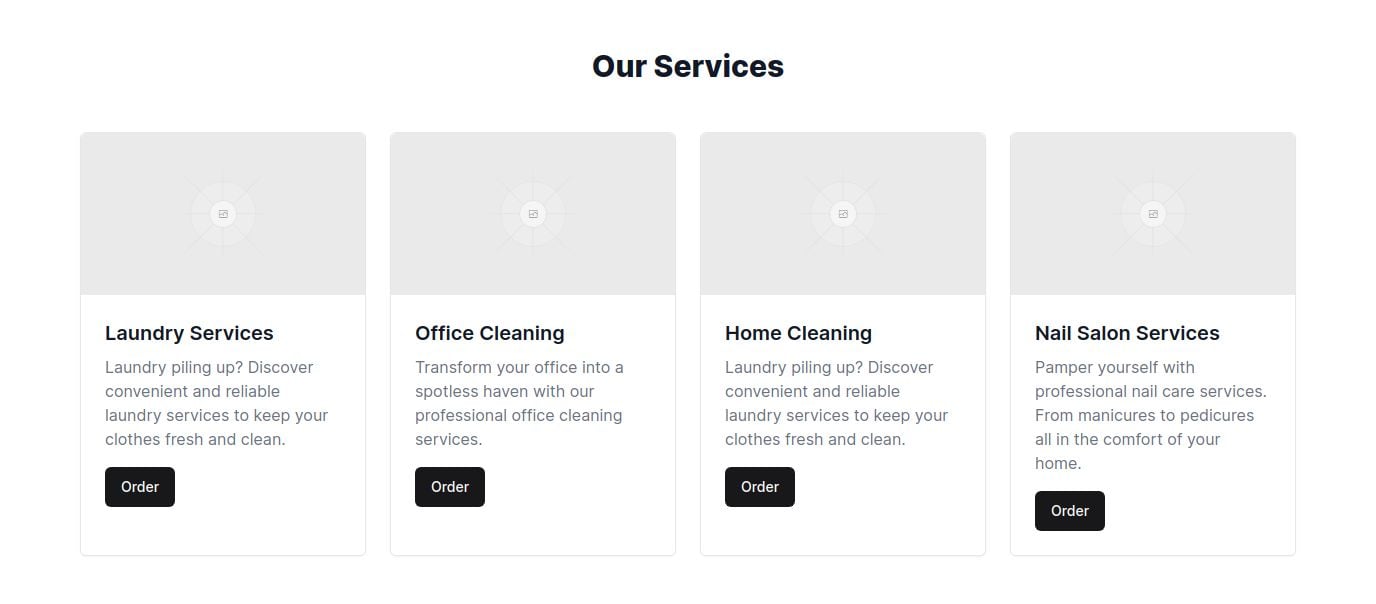 Our Services
Laundry Services
Laundry piling up? Discover
convenient and reliable
laundry services to keep your
clothes fresh and clean.
Order
Office Cleaning
Transform your office into a
spotless haven with our
professional office cleaning
services.
Order
Home Cleaning
Laundry piling up? Discover
convenient and reliable
laundry services to keep your
clothes fresh and clean.
Order
Nail Salon Services
Pamper yourself with
professional nail care services.
From manicures to pedicures
all in the comfort of your
home.
Order